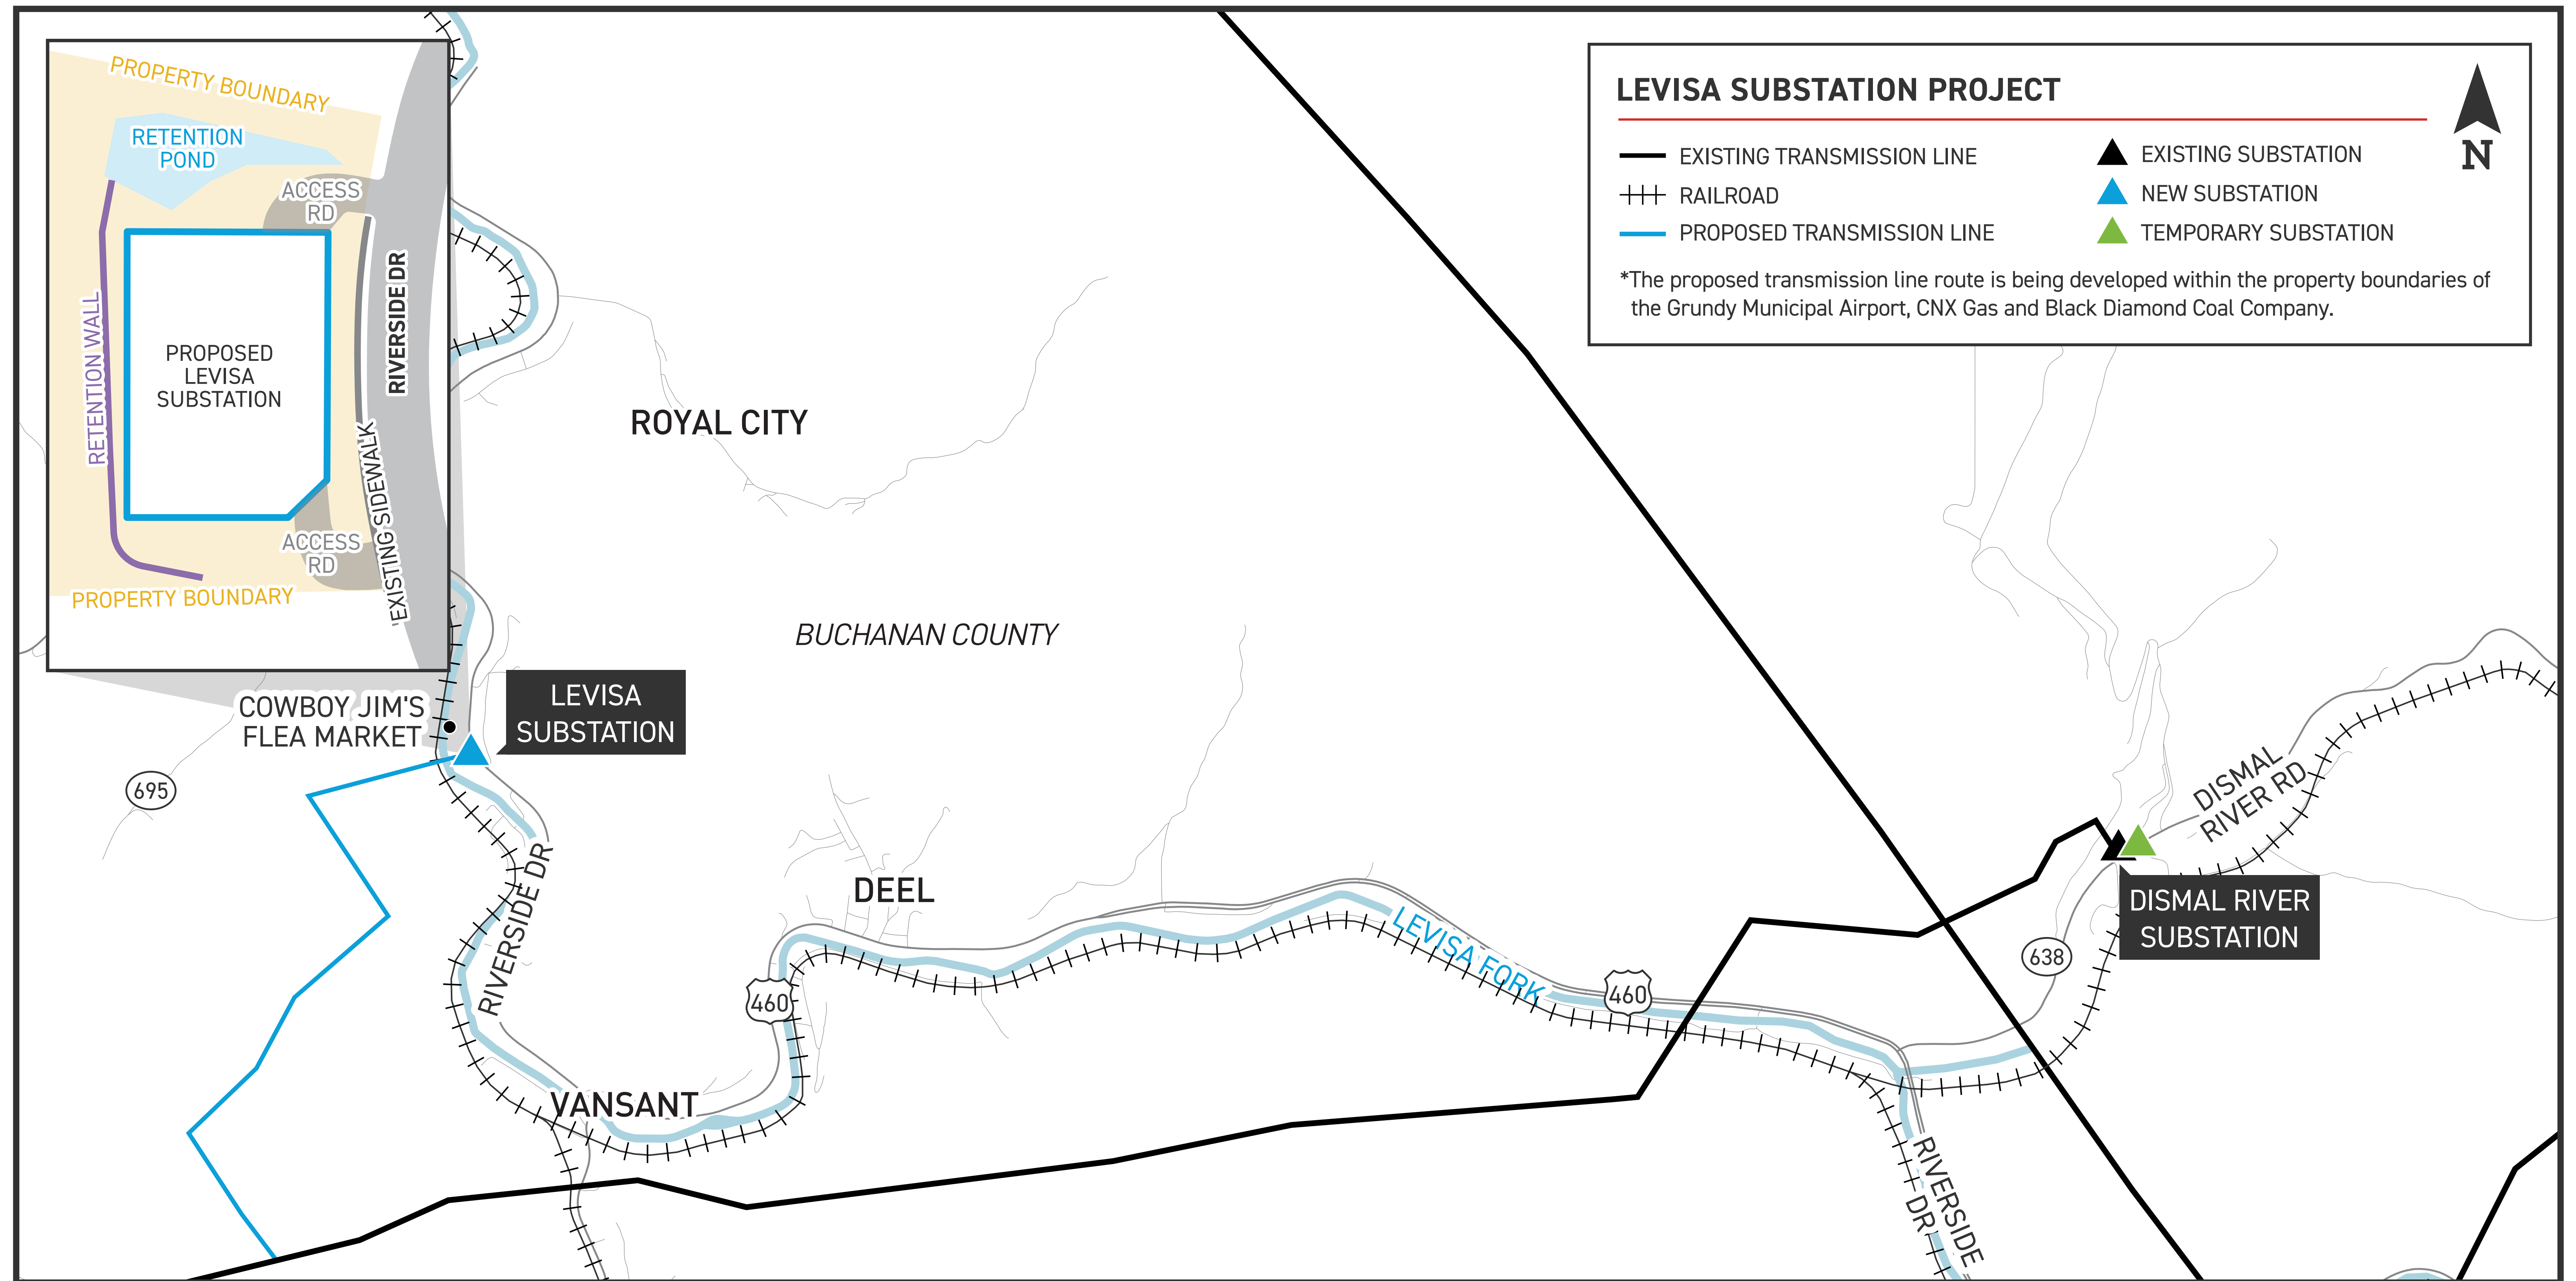 PROPERTY BOUNDARY
RETENTION
POND
ACCESS
RD
RIVERSIDE DR
RETENTION WALL
PROPOSED
LEVISA
SUBSTATION
EXISTING SIDEWALK
ACCESS
RD
PROPERTY BOUNDARY
LEVISA SUBSTATION PROJECT
EXISTING TRANSMISSION LINE
RAILROAD
PROPOSED TRANSMISSION LINE
EXISTING SUBSTATION
NEW SUBSTATION
TEMPORARY SUBSTATION
N
*The proposed transmission line route is being developed within the property boundaries of
the Grundy Municipal Airport, CNX Gas and Black Diamond Coal Company.
ROYAL CITY
BUCHANAN COUNTY
COWBOY JIM'S
FLEA MARKET
LEVISA
SUBSTATION
695
RIVERSIDE DR
DEEL
460
VANSANT
LEVISA FORK
460
DISMAL
RIVER RD
DISMAL RIVER
SUBSTATION
638
RIVERSIDE
DR